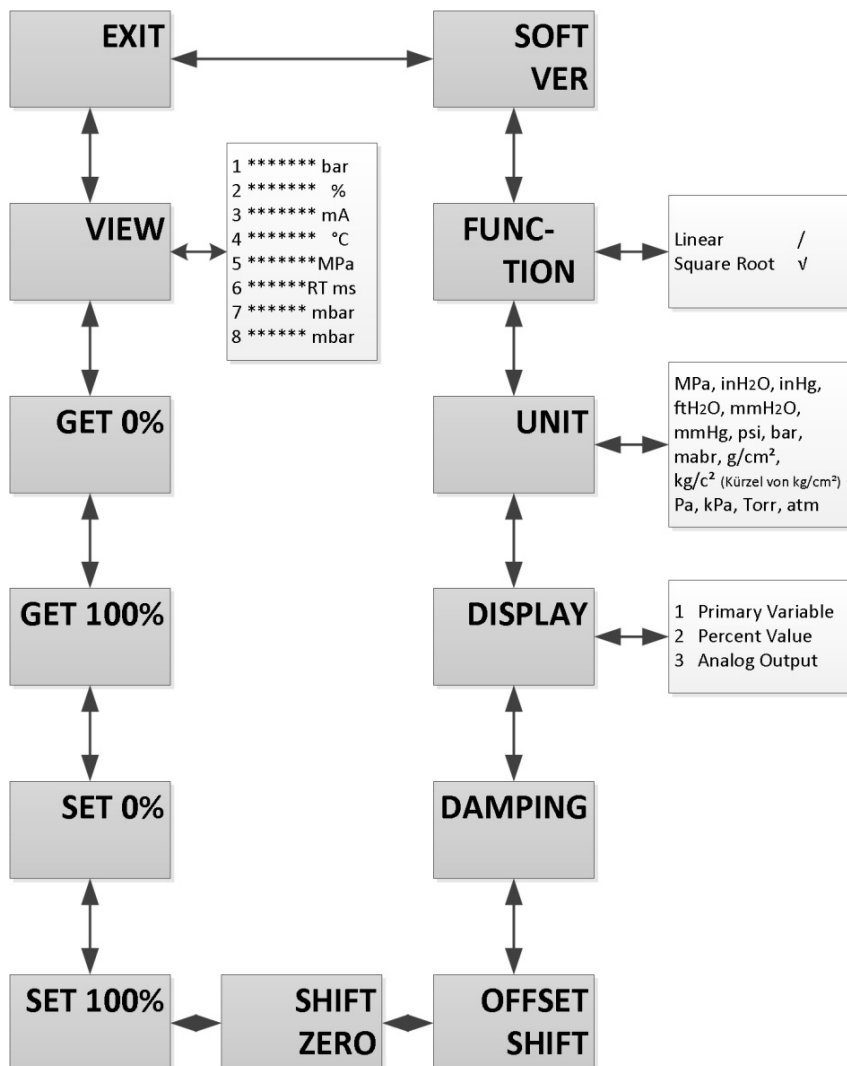 EXIT
SOFT
VER
VIEW
1 ******* bar
2 ******* %
3 ******* mA
4 ******* °C
5 *******MPa
6 ******RT ms
7 ****** mbar
8 ****** mbar
FUNC-
TION
Linear /
Square Root √
GET 0%
UNIT
MPa, inH2O, inHg,
ftH2O, mmH2O,
mmHg, psi, bar,
mabr, g/cm²,
kg/c² (Kürzel von kg/cm²)
Pa, kPa, Torr, atm
GET 100%
DISPLAY
1 Primary Variable
2 Percent Value
3 Analog Output
SET 0%
DAMPING
SET 100%
SHIFT
ZERO
OFFSET
SHIFT